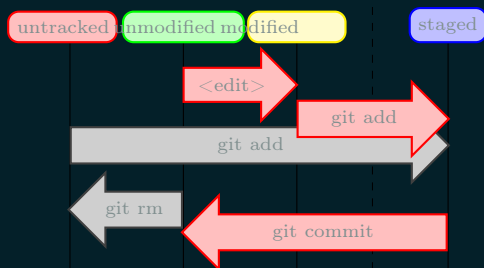 untracked unmodified modified staged
<edit>
git add
git add
git rm
git commit